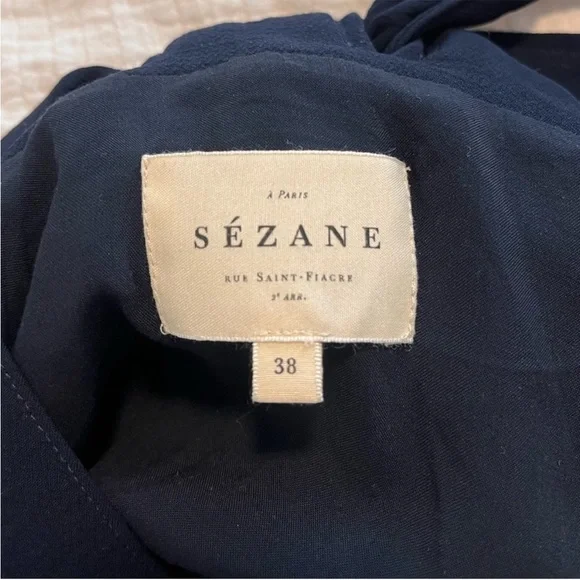 À PARIS
SÉZANE
RUE SAINT-FIACRE
2ᵉ ARR.
38